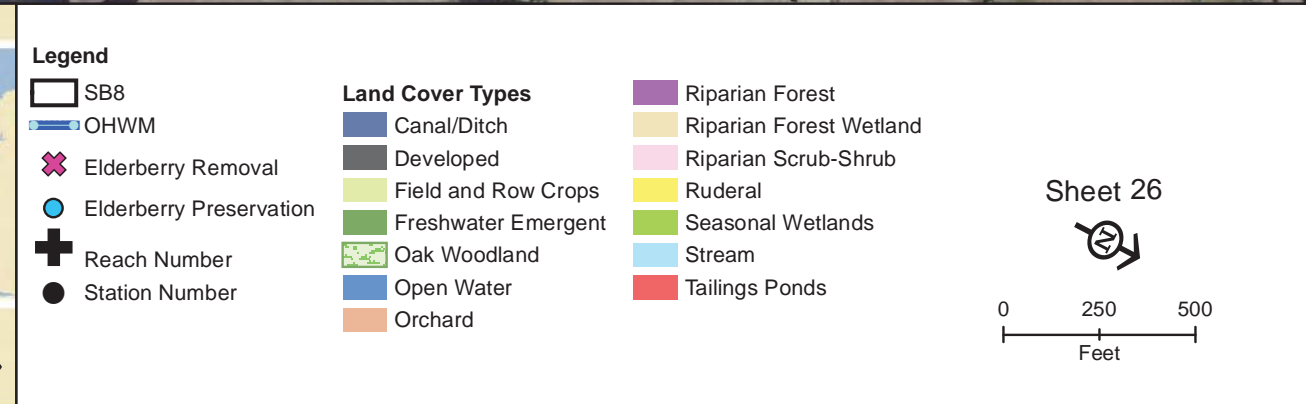 Legend
SB8
OHWM
Elderberry Removal
Elderberry Preservation
Reach Number
Station Number
Land Cover Types
Canal/Ditch
Developed
Field and Row Crops
Freshwater Emergent
Oak Woodland
Open Water
Orchard
Riparian Forest
Riparian Forest Wetland
Riparian Scrub-Shrub
Ruderal
Seasonal Wetlands
Stream
Tailings Ponds
Sheet 26
N
0 250 500
Feet